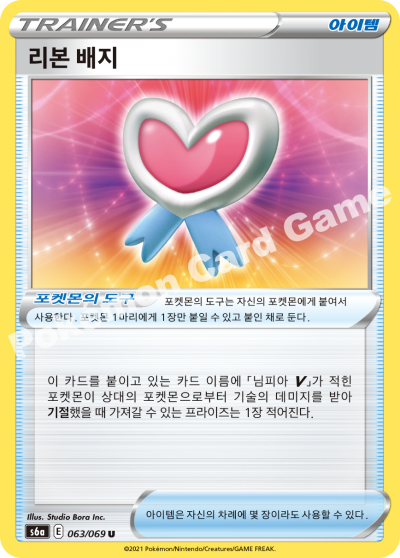 TRAINER'S 아이템
리본 배지
포켓몬의 도구 포켓몬의 도구는 자신의 포켓몬에게 붙여서
사용한다. 포켓몬 1마리에게 1장만 붙일 수 있고 붙인 채로 둔다.
Pokémon Card Game
이 카드를 붙이고 있는 카드 이름에 「님피아 V」가 적힌
포켓몬이 상대의 포켓몬으로부터 기술의 데미지를 받아
기절했을 때 가져갈 수 있는 프라이즈는 1장 적어진다.
Illus. Studio Bora Inc.
s6a E 063/069 U
아이템은 자신의 차례에 몇 장이라도 사용할 수 있다.
©2021 Pokémon/Nintendo/Creatures/GAME FREAK.